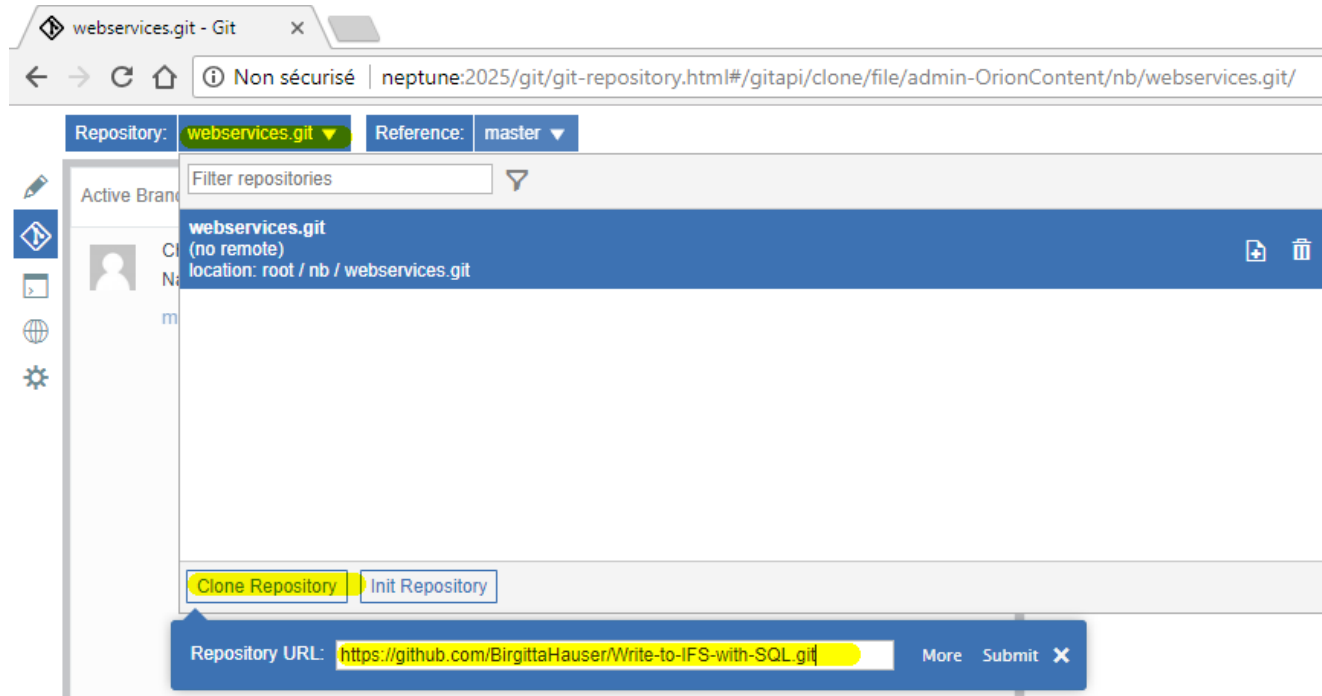 webservices.git - Git
Non sécurisé | neptune:2025/git/git-repository.html#/gitapi/clone/file/admin-OrionContent/nb/webservices.git/
Repository: webservices.git Reference: master
Filter repositories
Active Bran
webservices.git
(no remote)
location: root / nb / webservices.git
Na
m
Clone Repository Init Repository
Repository URL: https://github.com/BirgittaHauser/Write-to-IFS-with-SQL.git More Submit